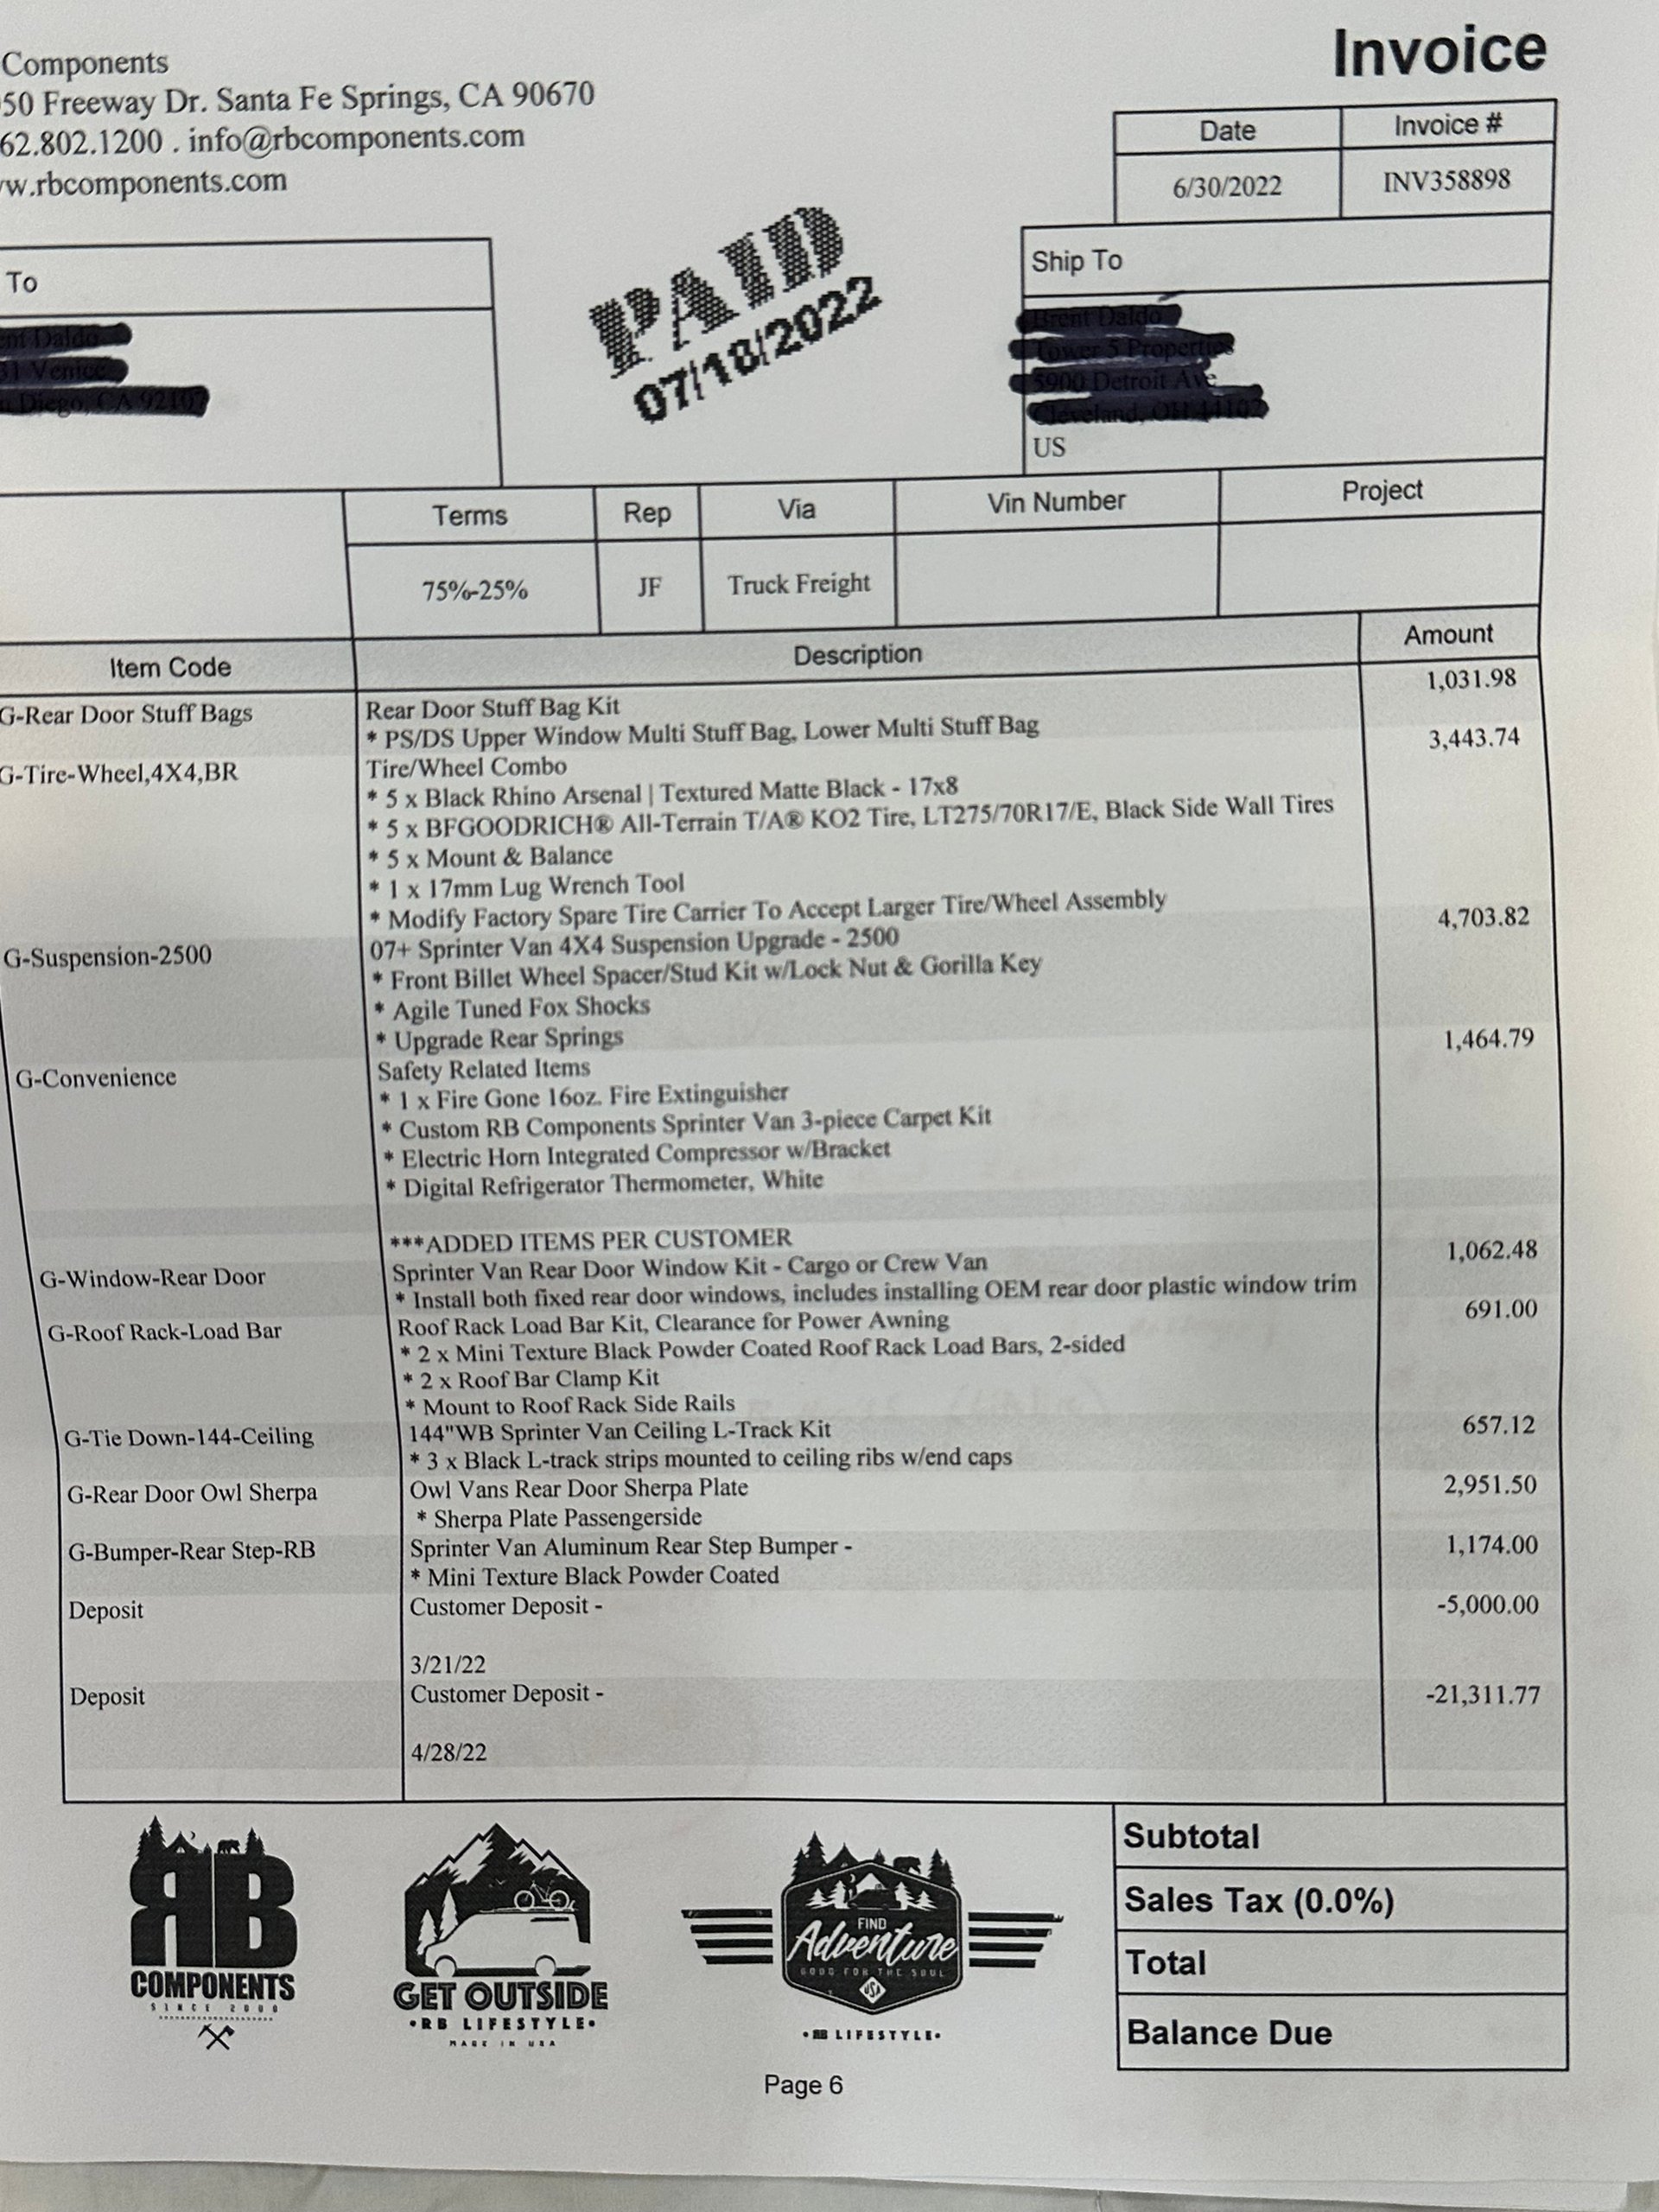 Components
50 Freeway Dr. Santa Fe Springs, CA 90670
62.802.1200 . info@rbcomponents.com
w.rbcomponents.com
Invoice
Date Invoice #
6/30/2022 INV358898
PAID
07/18/2022
To
Ship To
US
Terms Rep Via Vin Number Project
75%-25% JF Truck Freight
Item Code Description Amount
G-Rear Door Stuff Bags Rear Door Stuff Bag Kit 1,031.98
* PS/DS Upper Window Multi Stuff Bag, Lower Multi Stuff Bag
G-Tire-Wheel,4X4,BR Tire/Wheel Combo 3,443.74
* 5 x Black Rhino Arsenal | Textured Matte Black - 17x8
* 5 x BFGOODRICH® All-Terrain T/A® KO2 Tire, LT275/70R17/E, Black Side Wall Tires
* 5 x Mount & Balance
* 1 x 17mm Lug Wrench Tool
* Modify Factory Spare Tire Carrier To Accept Larger Tire/Wheel Assembly
G-Suspension-2500 07+ Sprinter Van 4X4 Suspension Upgrade - 2500 4,703.82
* Front Billet Wheel Spacer/Stud Kit w/Lock Nut & Gorilla Key
* Agile Tuned Fox Shocks
* Upgrade Rear Springs
G-Convenience Safety Related Items 1,464.79
* 1 x Fire Gone 16oz. Fire Extinguisher
* Custom RB Components Sprinter Van 3-piece Carpet Kit
* Electric Horn Integrated Compressor w/Bracket
* Digital Refrigerator Thermometer, White
***ADDED ITEMS PER CUSTOMER
G-Window-Rear Door Sprinter Van Rear Door Window Kit - Cargo or Crew Van 1,062.48
* Install both fixed rear door windows, includes installing OEM rear door plastic window trim
G-Roof Rack-Load Bar Roof Rack Load Bar Kit, Clearance for Power Awning 691.00
* 2 x Mini Texture Black Powder Coated Roof Rack Load Bars, 2-sided
* 2 x Roof Bar Clamp Kit
* Mount to Roof Rack Side Rails
G-Tie Down-144-Ceiling 144"WB Sprinter Van Ceiling L-Track Kit 657.12
* 3 x Black L-track strips mounted to ceiling ribs w/end caps
G-Rear Door Owl Sherpa Owl Vans Rear Door Sherpa Plate 2,951.50
* Sherpa Plate Passengerside
G-Bumper-Rear Step-RB Sprinter Van Aluminum Rear Step Bumper - 1,174.00
* Mini Texture Black Powder Coated
Deposit Customer Deposit - -5,000.00
3/21/22
Deposit Customer Deposit - -21,311.77
4/28/22
Subtotal
Sales Tax (0.0%)
Total
Balance Due
RB
COMPONENTS
SINCE 2000
GET OUTSIDE
•RB LIFESTYLE•
MADE IN USA
FIND
Adventure
GOOD FOR THE SOUL
USA
•RB LIFESTYLE•
Page 6